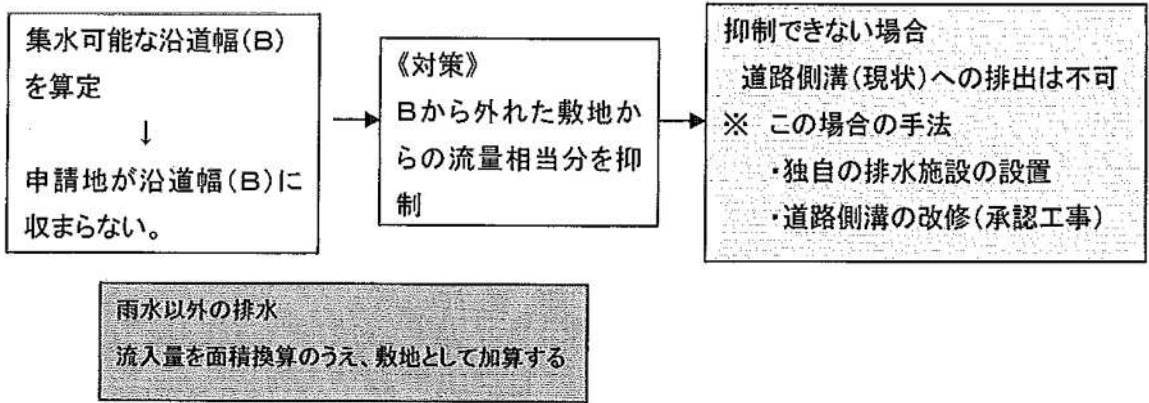 集水可能な沿道幅(B)
を算定
↓
申請地が沿道幅(B)に
収まらない。
《対策》
Bから外れた敷地か
らの流量相当分を抑
制
抑制できない場合
道路側溝(現状)への排出は不可
※ この場合の手法
・独自の排水施設の設置
・道路側溝の改修(承認工事)
雨水以外の排水
流入量を面積換算のうえ、敷地として加算する